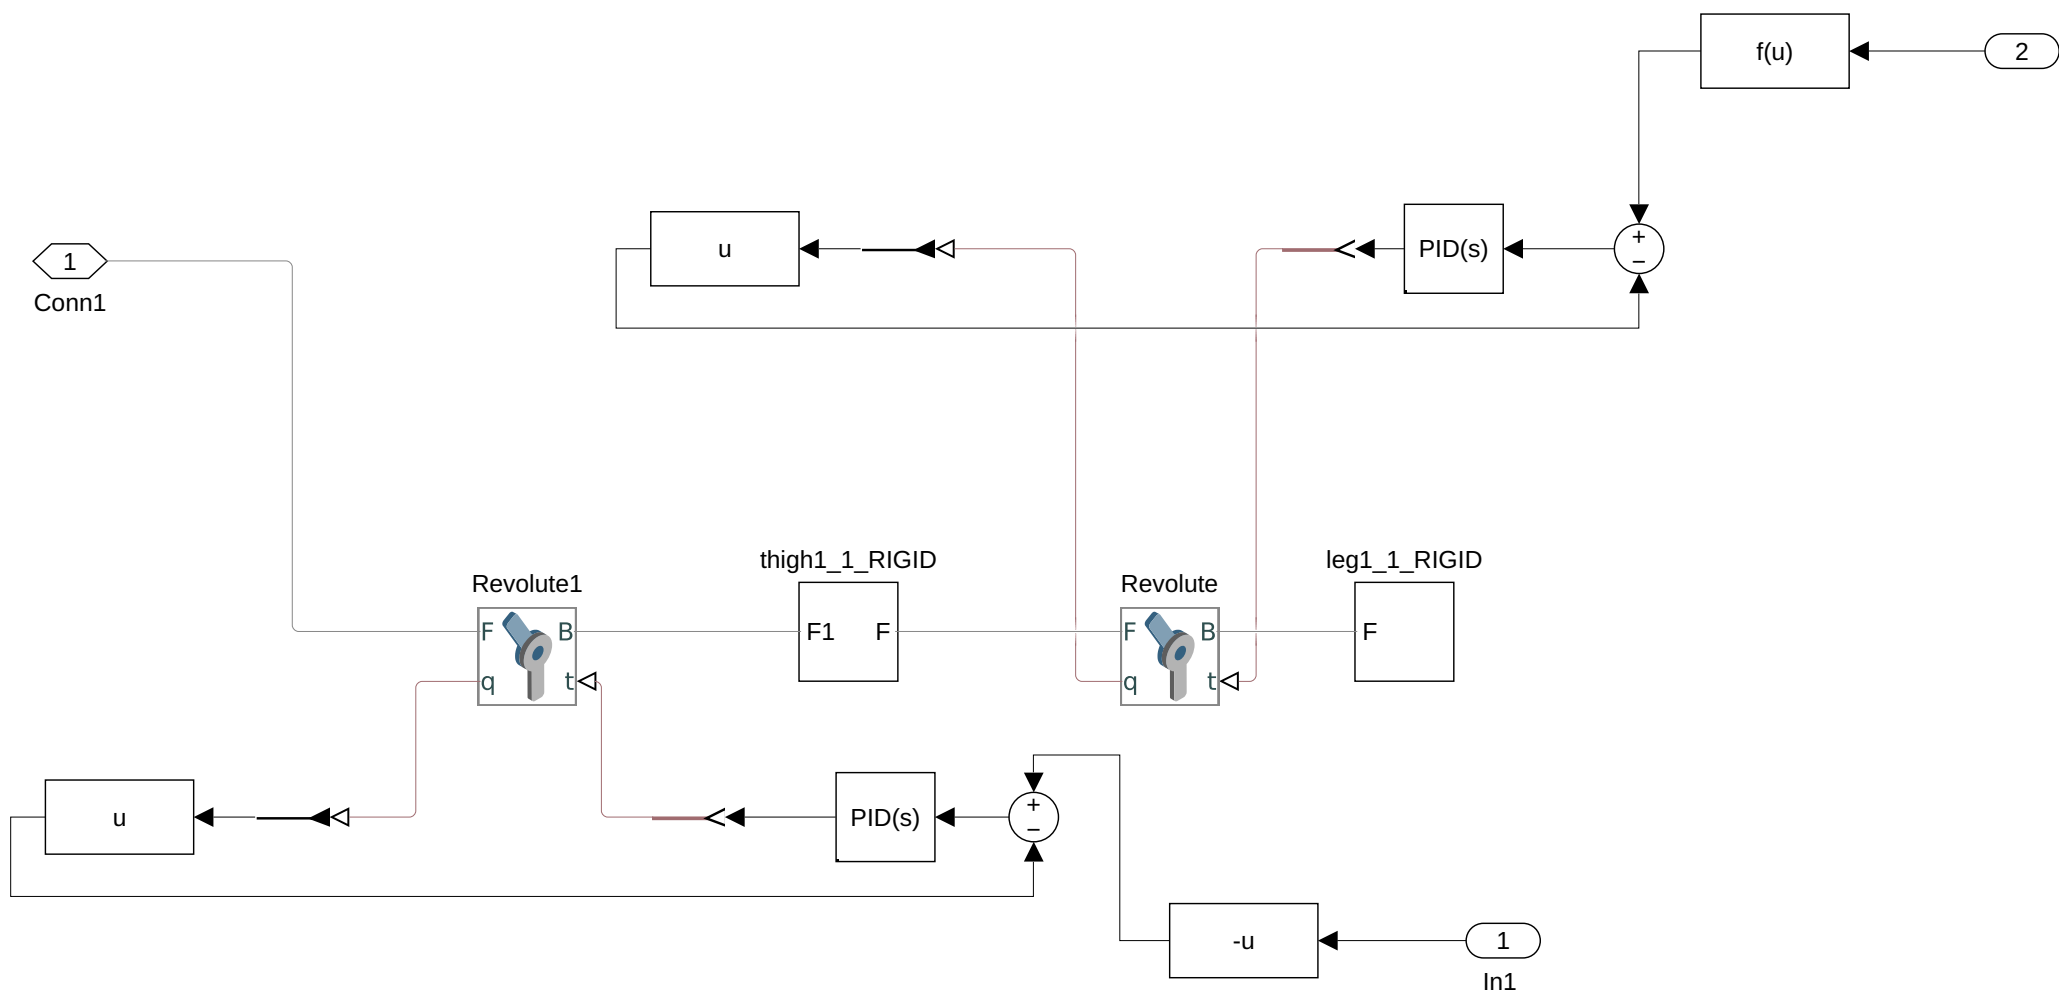 f(u)
2
u
PID(s)
+
−
1
Conn1
thigh1_1_RIGID
leg1_1_RIGID
Revolute1
Revolute
F B
F1 F
F B
F
q t
q t
u
PID(s)
+
−
-u
1
In1